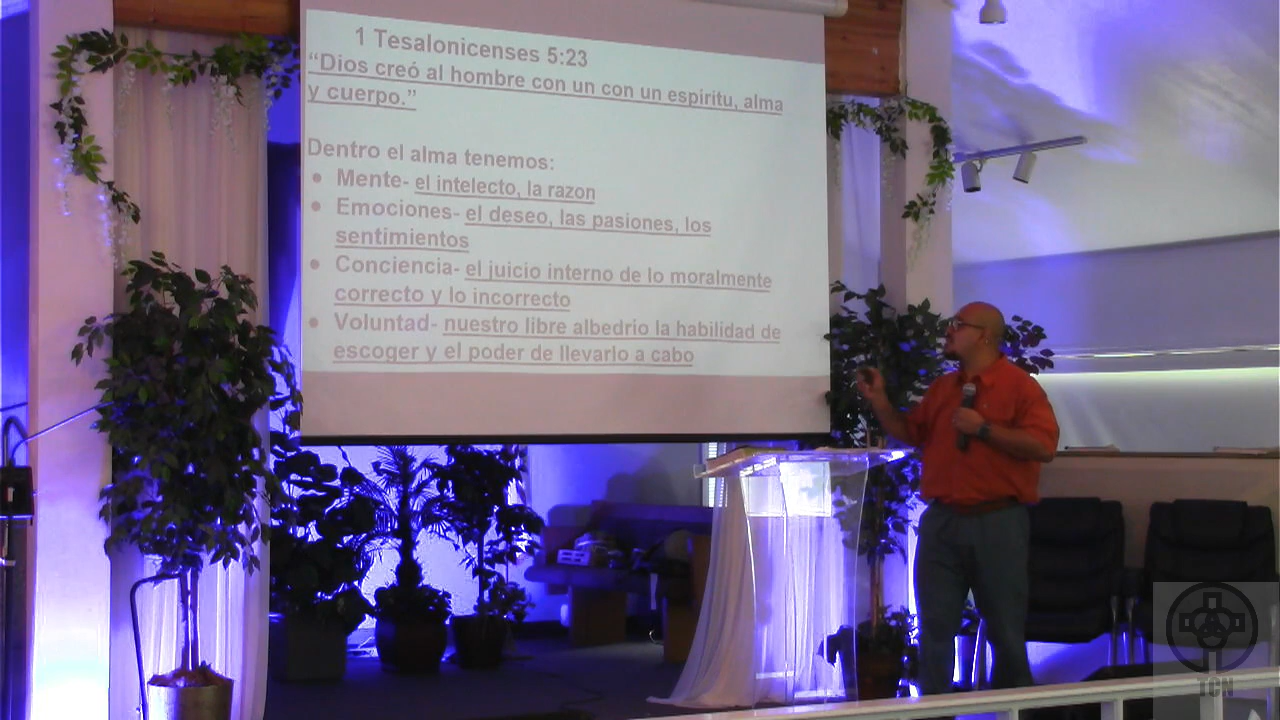 1 Tesalonicenses 5:23
“Dios creó al hombre con un con un espiritu, alma
y cuerpo.”
Dentro el alma tenemos:
● Mente- el intelecto, la razon
● Emociones- el deseo, las pasiones, los
sentimientos
● Conciencia- el juicio interno de lo moralmente
correcto y lo incorrecto
● Voluntad- nuestro libre albedrio la habilidad de
escoger y el poder de llevarlo a cabo
TCN